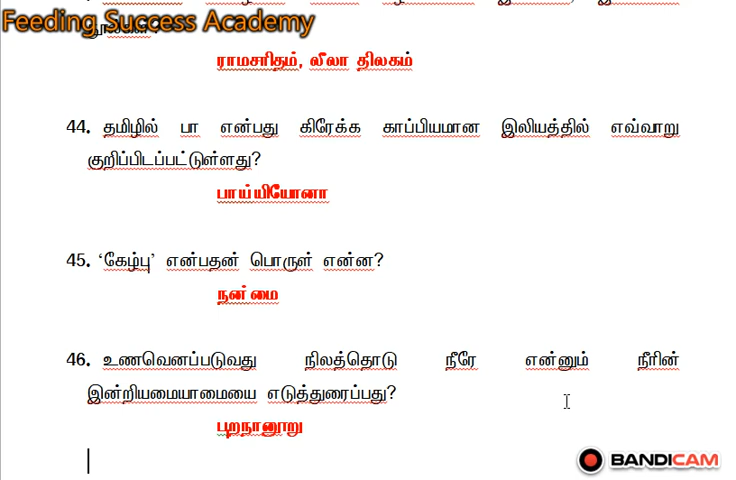 Feeding Success Academy
ராமசரிதம், லீலா திலகம்
44. தமிழில் பா என்பது கிரேக்க காப்பியமான இலியத்தில் எவ்வாறு
குறிப்பிடப்பட்டுள்ளது?
பாய்யியோனா
45. ‘கேழ்பு’ என்பதன் பொருள் என்ன?
நன்மை
46. உணவெனப்படுவது நிலத்தொடு நீரே என்னும் நீரின்
இன்றியமையாமையை எடுத்துரைப்பது?
புறநானூறு
BANDICAM